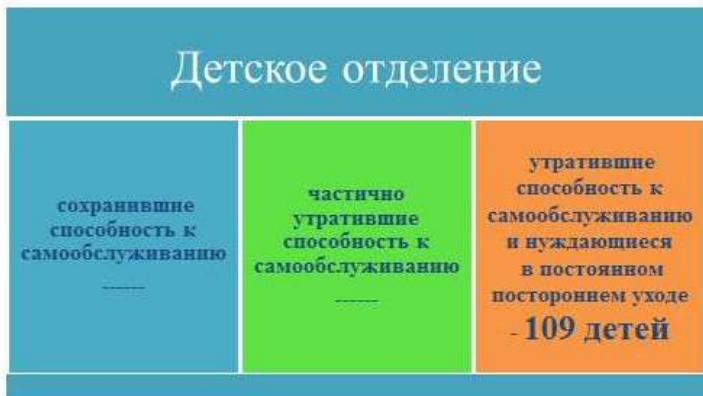 Детское отделение
сохранившие
способность к
самообслуживанию
------
частично
утратившие
способность к
самообслуживанию
------
утратившие
способность к
самообслуживанию
и нуждающиеся
в постоянном
постороннем уходе
- 109 детей